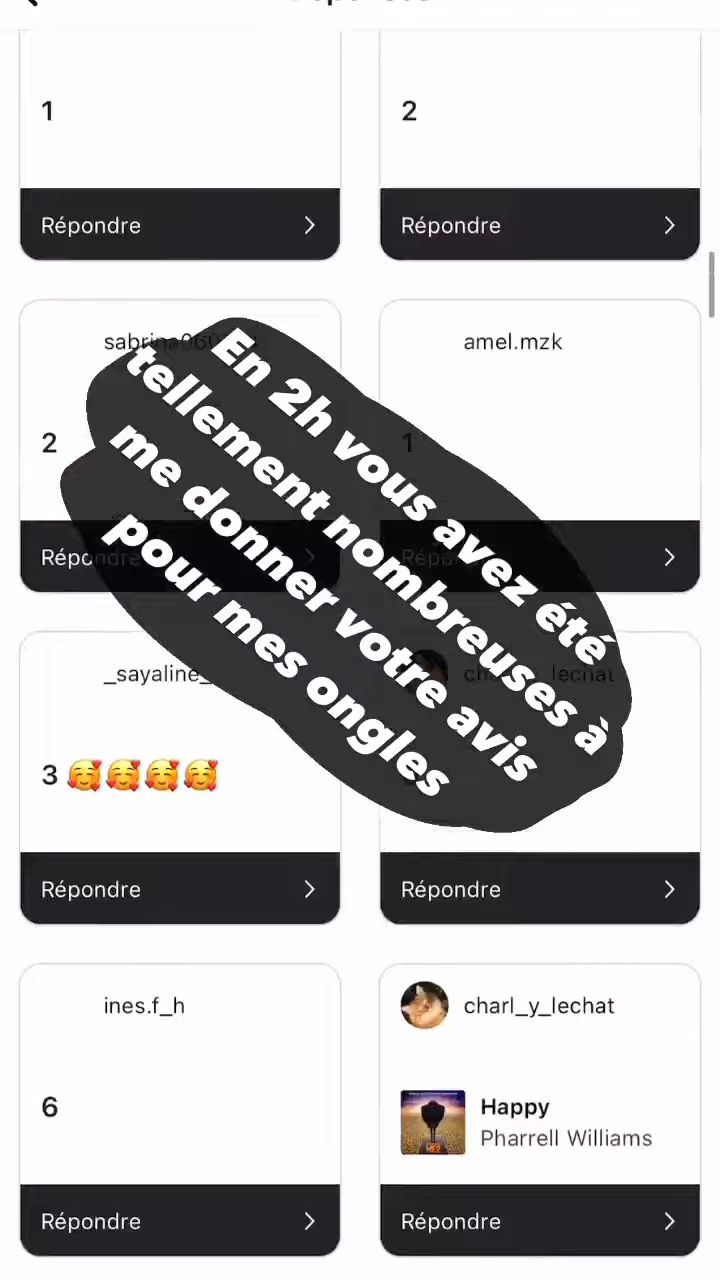 1
2
Répondre
Répondre
amel.mzk
2
1
Répondre
En 2h vous avez été
tellement nombreuses à
me donner votre avis
pour mes ongles
_sayaline_
charl_y_lechat
3 🥰🥰🥰🥰
Répondre
Répondre
ines.f_h
charl_y_lechat
6
Happy
Pharrell Williams
Répondre
Répondre